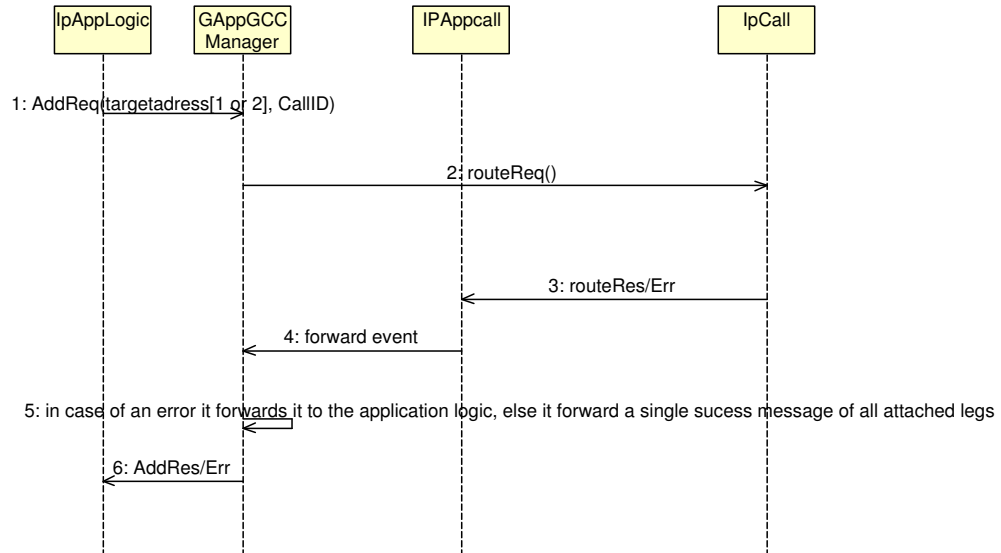 IpAppLogic
GAppGCC
Manager
IPAppcall
IpCall
1: AddReq(targetadress[1 or 2], CallID)
2: routeReq()
3: routeRes/Err
4: forward event
5: in case of an error it forwards it to the application logic, else it forward a single sucess message of all attached legs
6: AddRes/Err